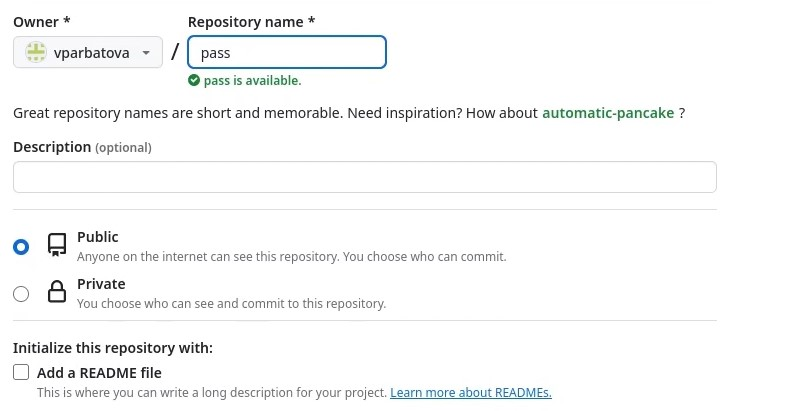 Owner * Repository name *
vparbatova / pass
pass is available.
Great repository names are short and memorable. Need inspiration? How about automatic-pancake ?
Description (optional)
Public
Anyone on the internet can see this repository. You choose who can commit.
Private
You choose who can see and commit to this repository.
Initialize this repository with:
Add a README file
This is where you can write a long description for your project. Learn more about READMEs.